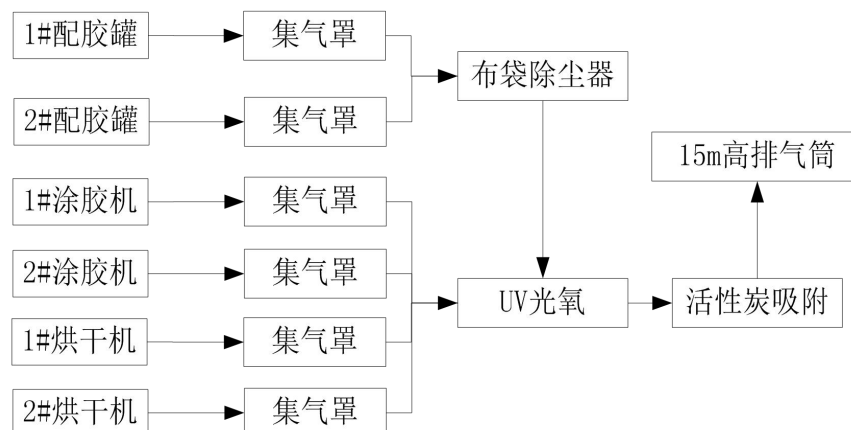 1#配胶罐
集气罩
2#配胶罐
集气罩
布袋除尘器
15m高排气筒
1#涂胶机
集气罩
2#涂胶机
集气罩
UV光氧
活性炭吸附
1#烘干机
集气罩
2#烘干机
集气罩